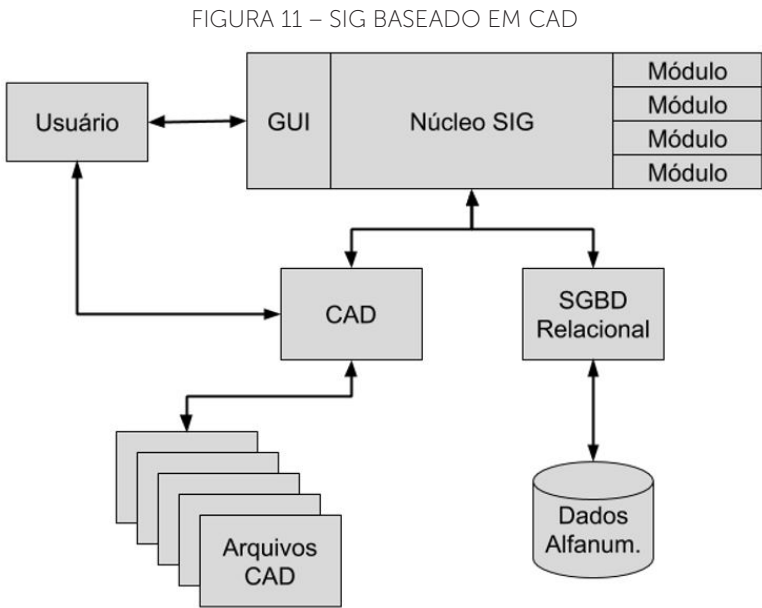 FIGURA 11 – SIG BASEADO EM CAD
Usuário
GUI
Núcleo SIG
Módulo
Módulo
Módulo
Módulo
CAD
SGBD
Relacional
Arquivos
CAD
Dados
Alfanum.